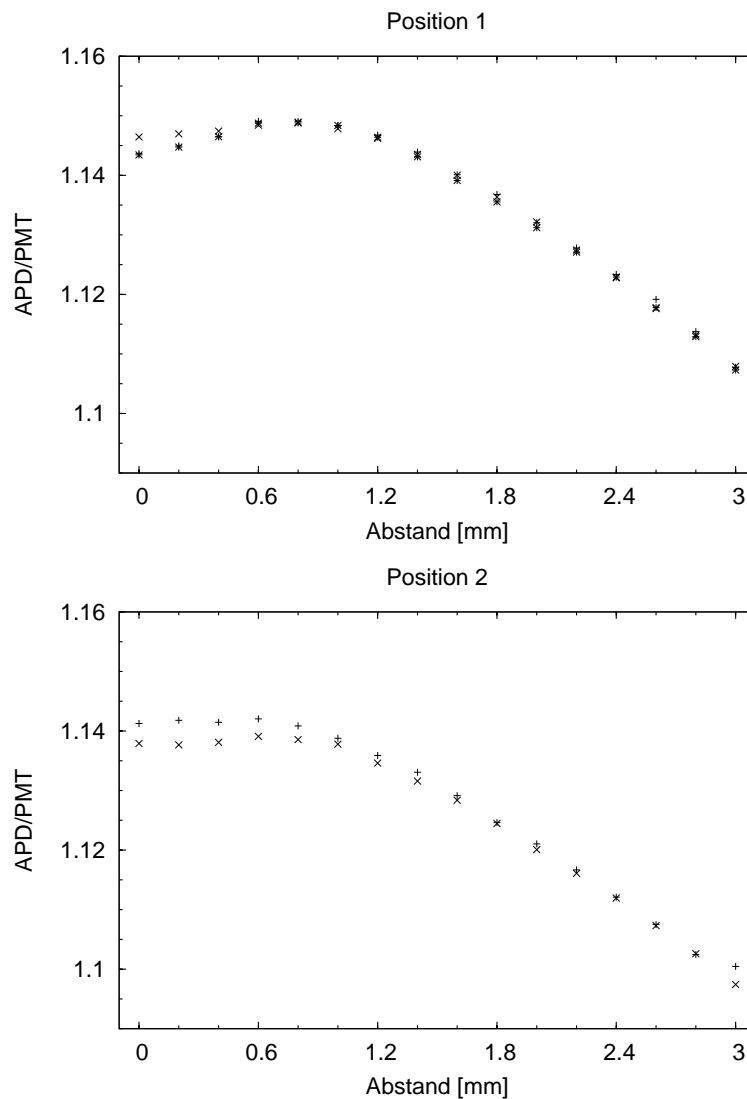 Position 1
1.16
1.14
1.12
1.1
APD/PMT
0 0.6 1.2 1.8 2.4 3
Abstand [mm]
Position 2
1.16
1.14
1.12
1.1
APD/PMT
0 0.6 1.2 1.8 2.4 3
Abstand [mm]